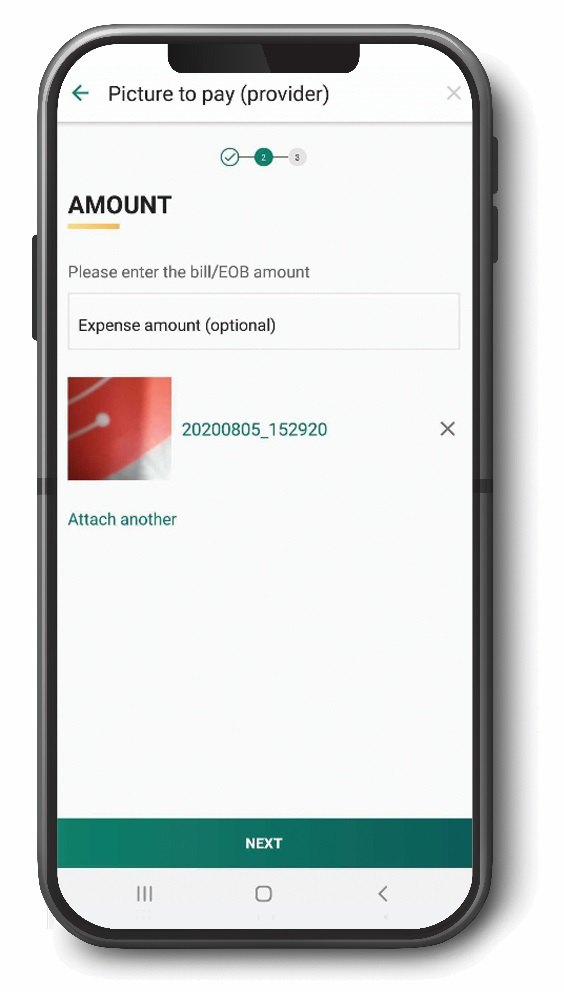 Picture to pay (provider)
2 3
AMOUNT
Please enter the bill/EOB amount
Expense amount (optional)
20200805_152920
Attach another
NEXT